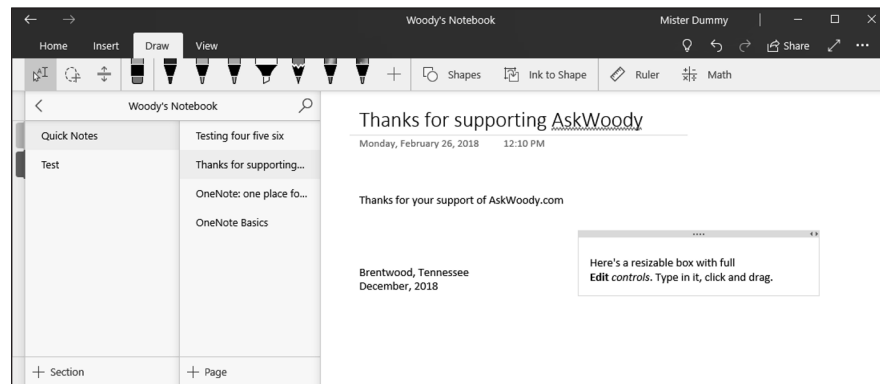 Woody's Notebook
Mister Dummy
Home Insert Draw View
Share
Shapes Ink to Shape Ruler Math
Woody's Notebook
Quick Notes
Test
Testing four five six
Thanks for supporting...
OneNote: one place fo...
OneNote Basics
+ Section
+ Page
Thanks for supporting AskWoody
Monday, February 26, 2018 12:10 PM
Thanks for your support of AskWoody.com
Here's a resizable box with full
Edit controls. Type in it, click and drag.
Brentwood, Tennessee
December, 2018